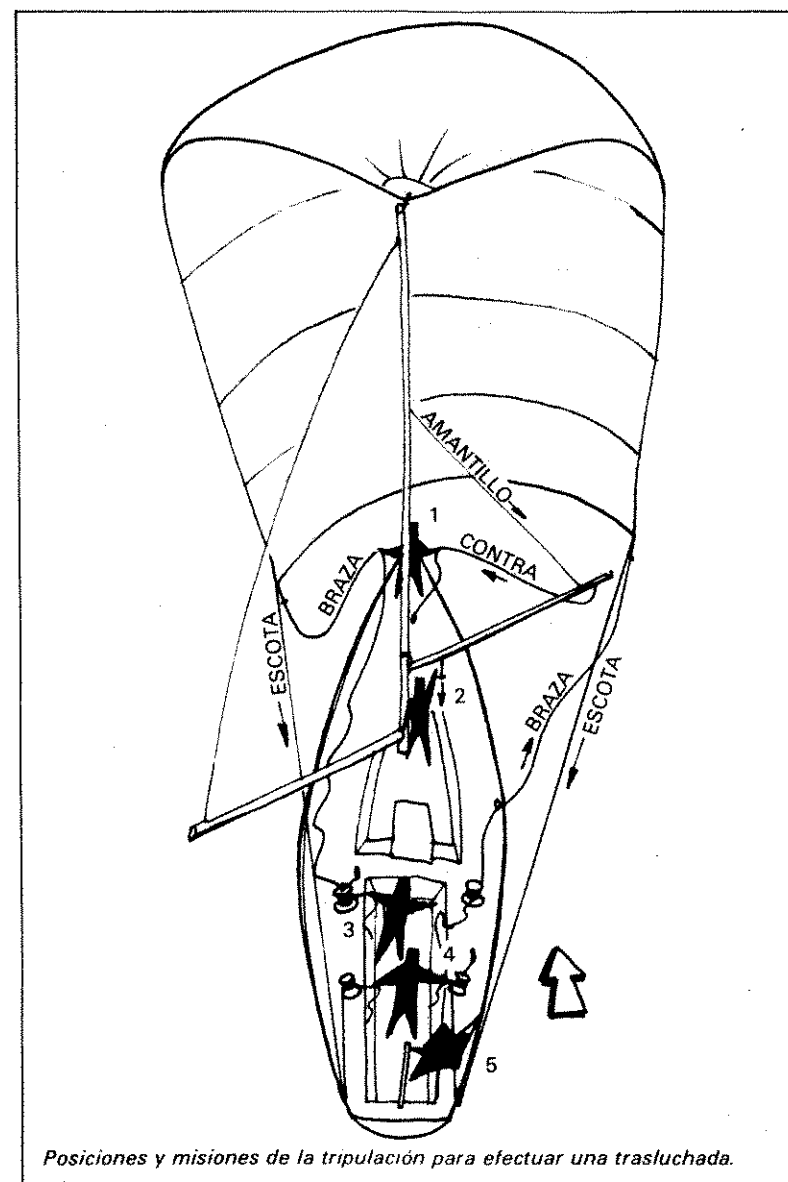 1
AMANTILLO
CONTRA
BRAZA
ESCOTA
2
BRAZA
ESCOTA
3
4
5
Posiciones y misiones de la tripulación para efectuar una trasluchada.